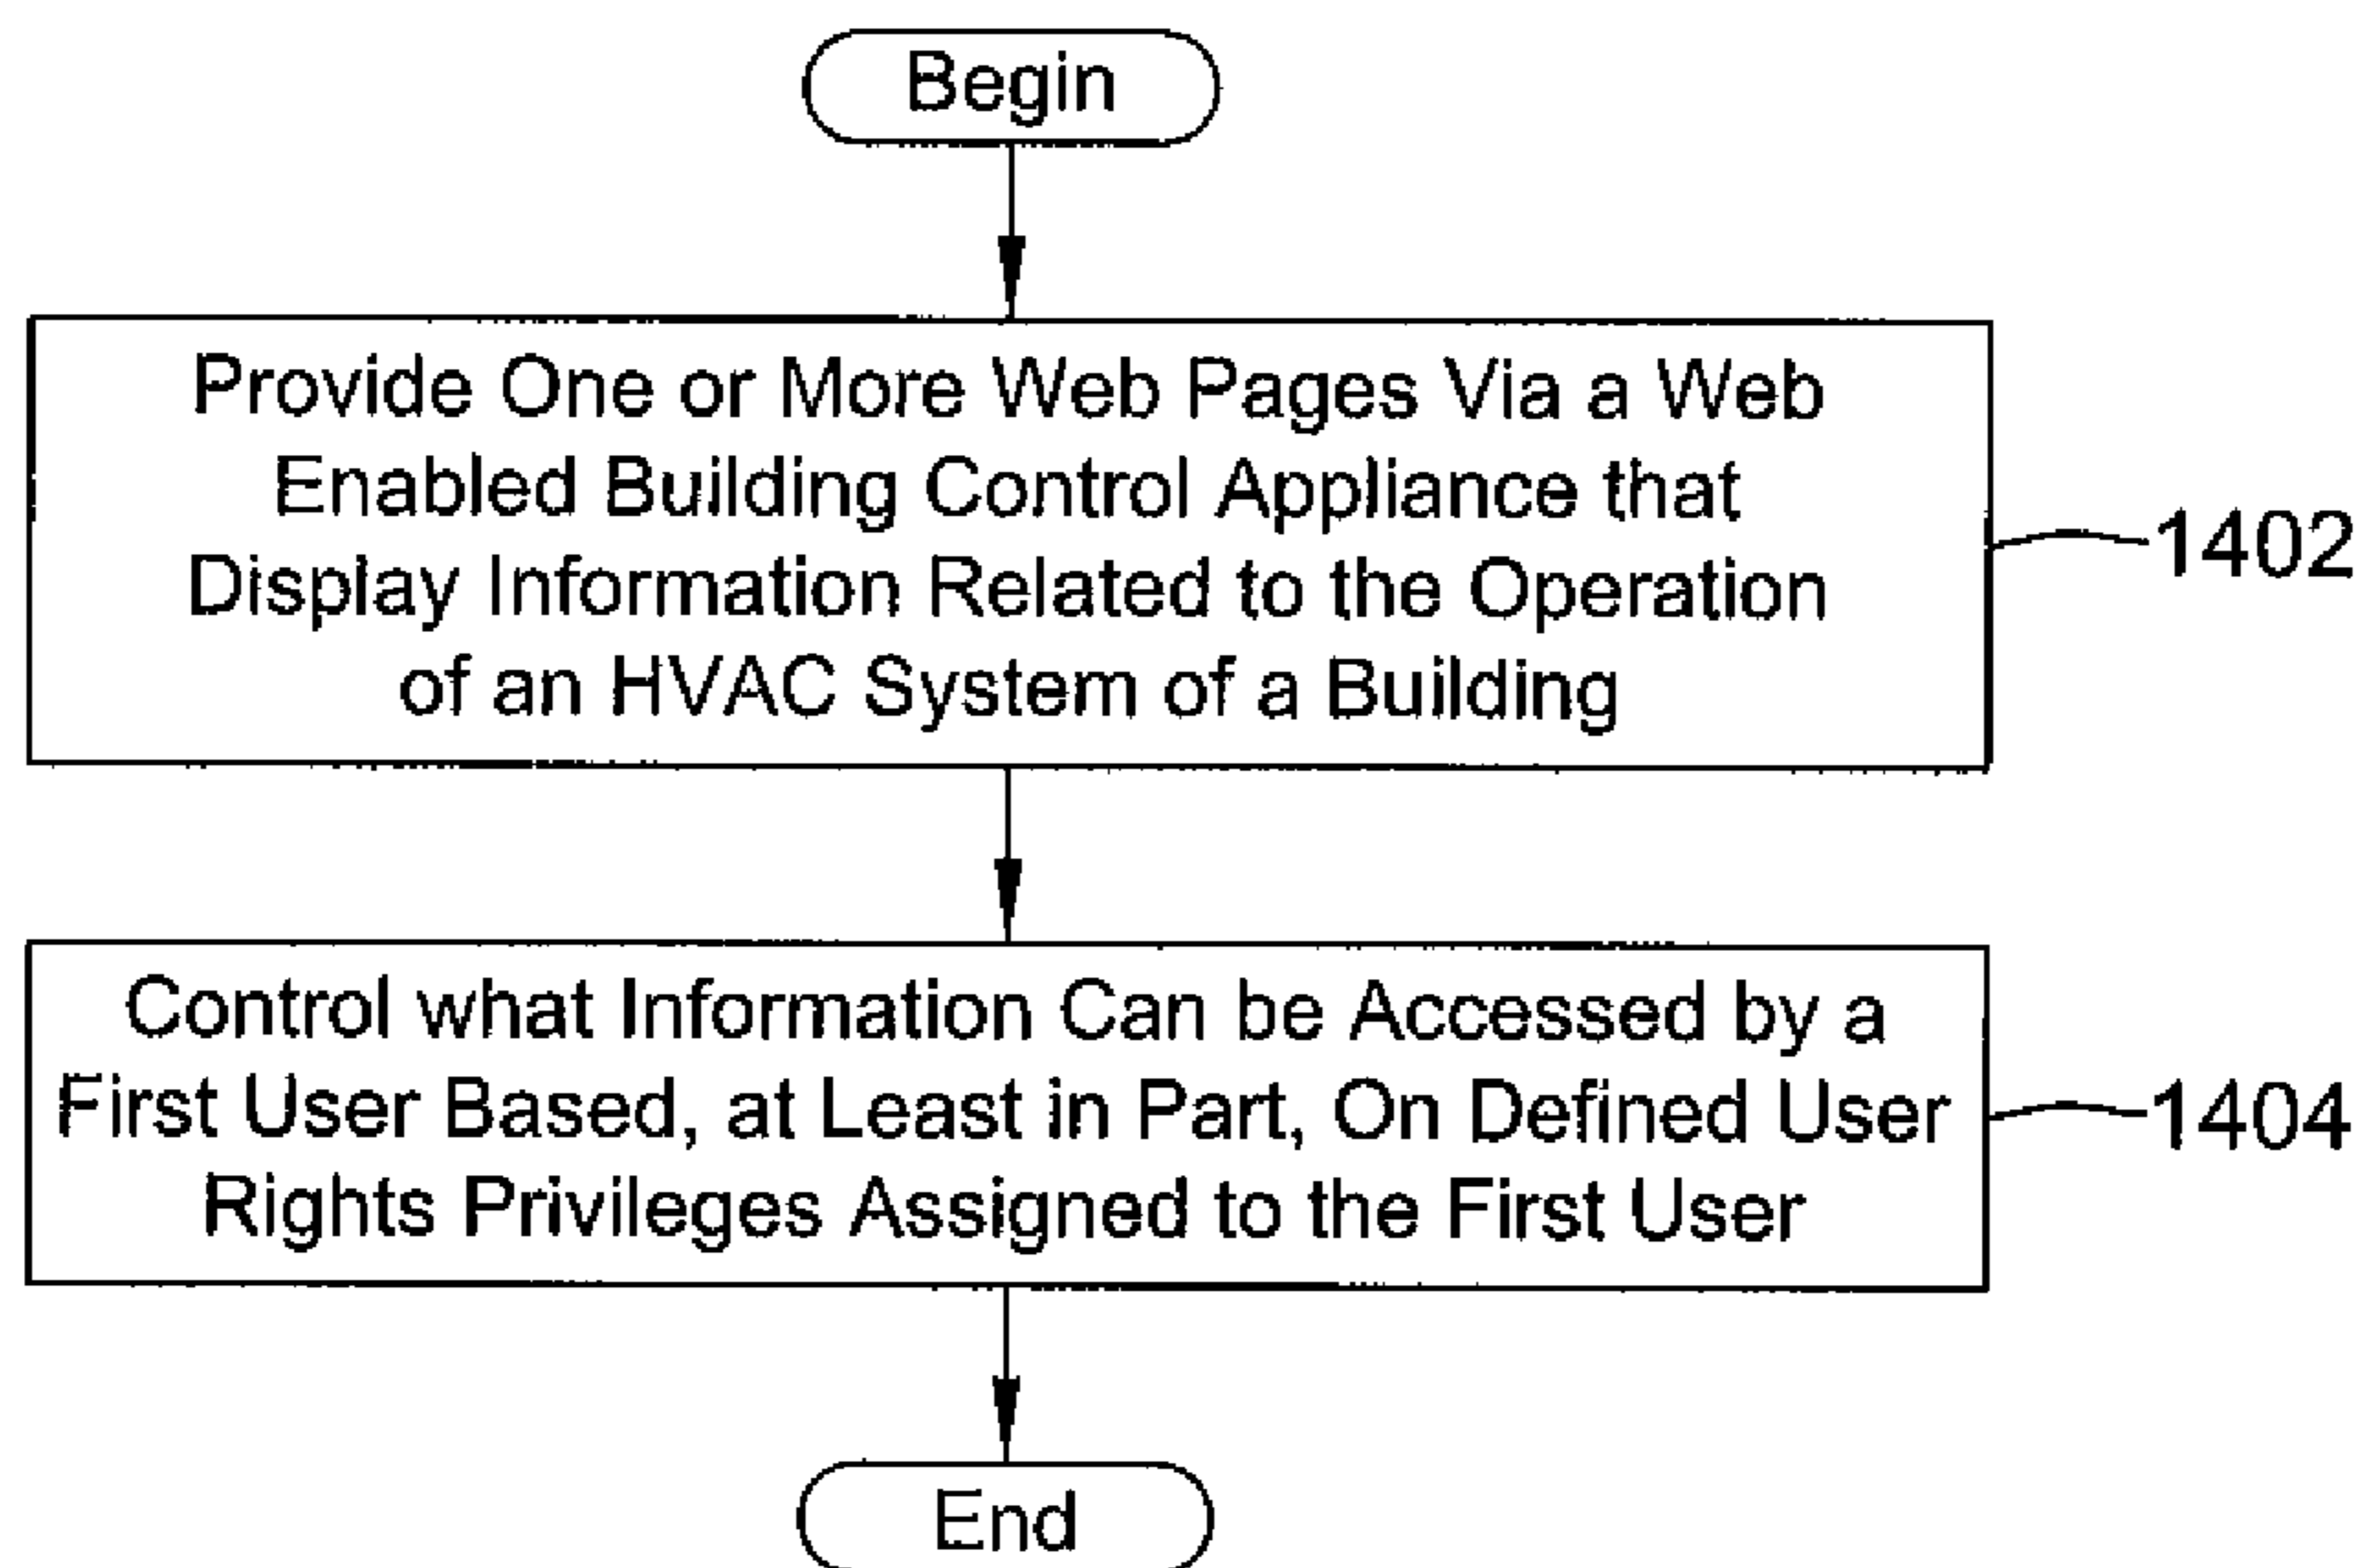 Begin
Provide One or More Web Pages Via a Web
Enabled Building Control Appliance that
Display Information Related to the Operation
of an HVAC System of a Building
1402
Control what Information Can be Accessed by a
First User Based, at Least in Part, On Defined User
Rights Privileges Assigned to the First User
1404
End